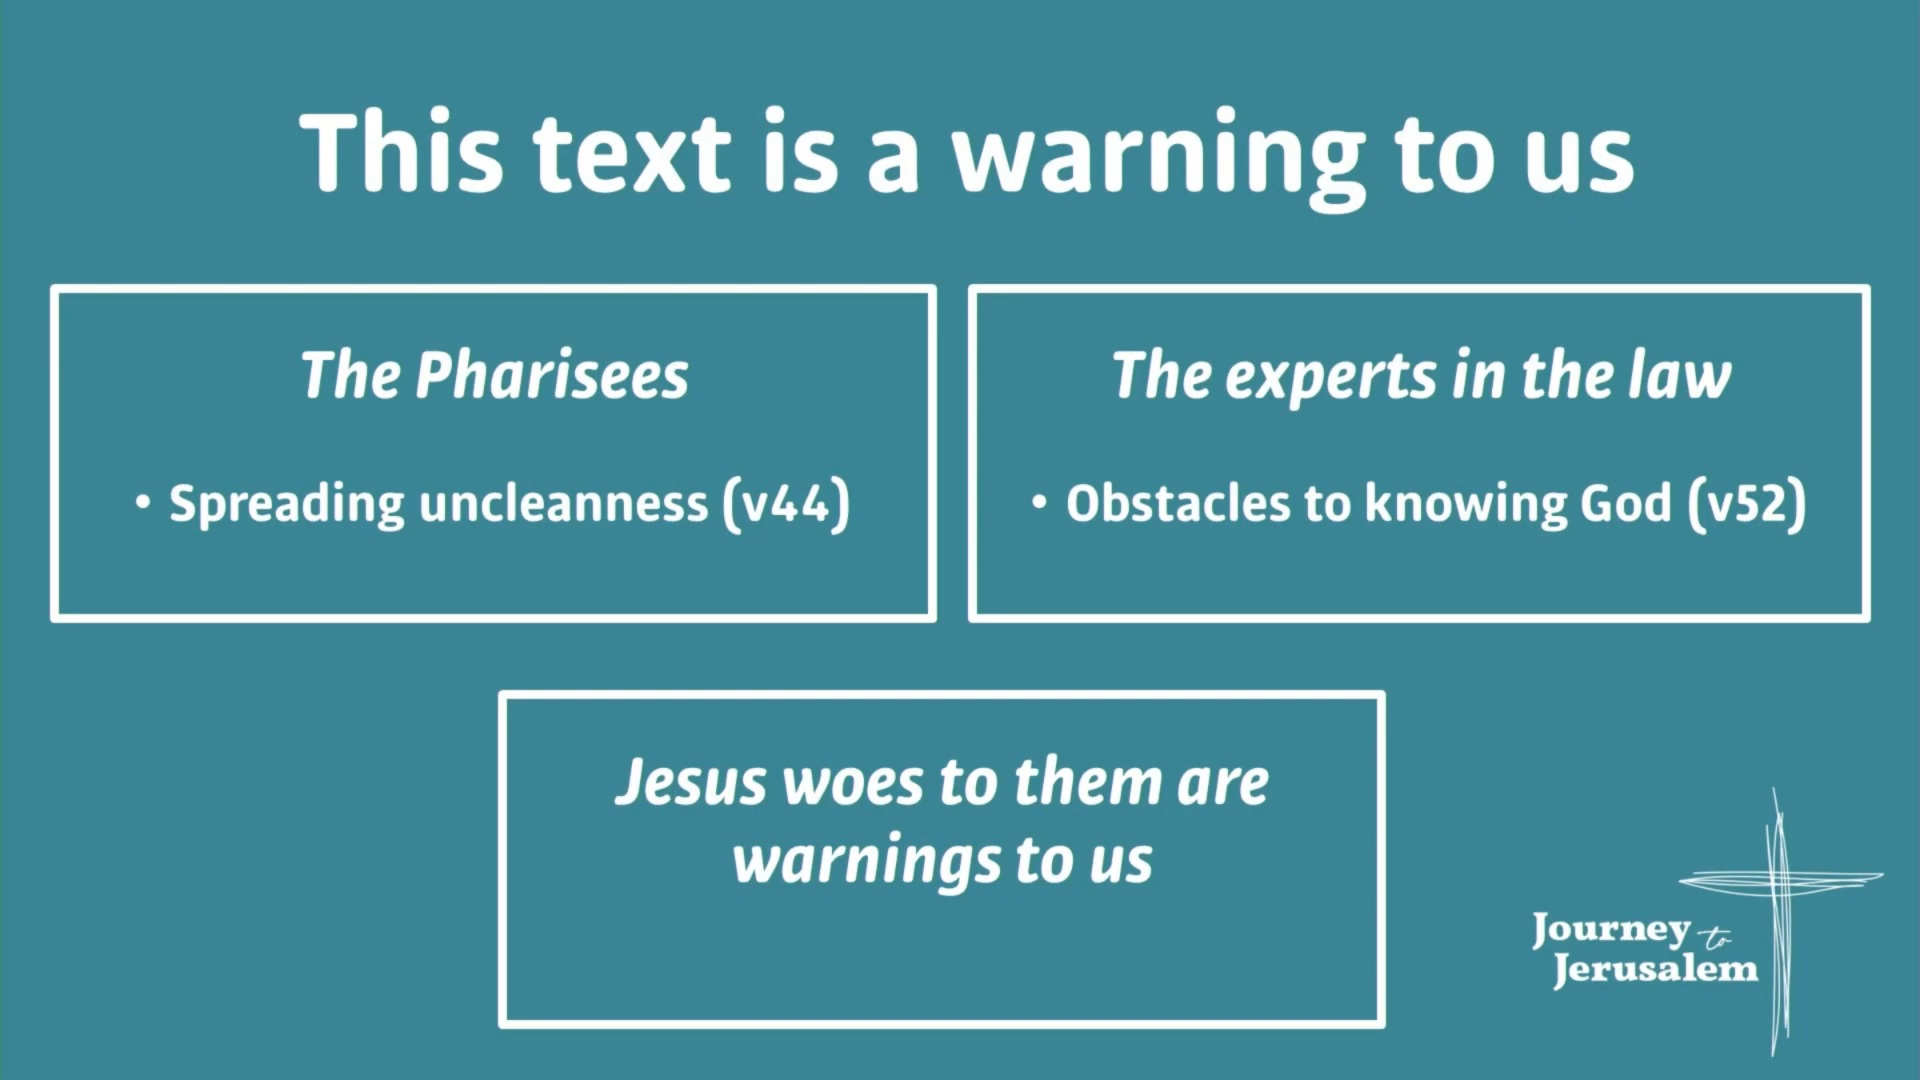 This text is a warning to us
The Pharisees
• Spreading uncleanness (v44)
The experts in the law
• Obstacles to knowing God (v52)
Jesus woes to them are
warnings to us
Journey to
Jerusalem